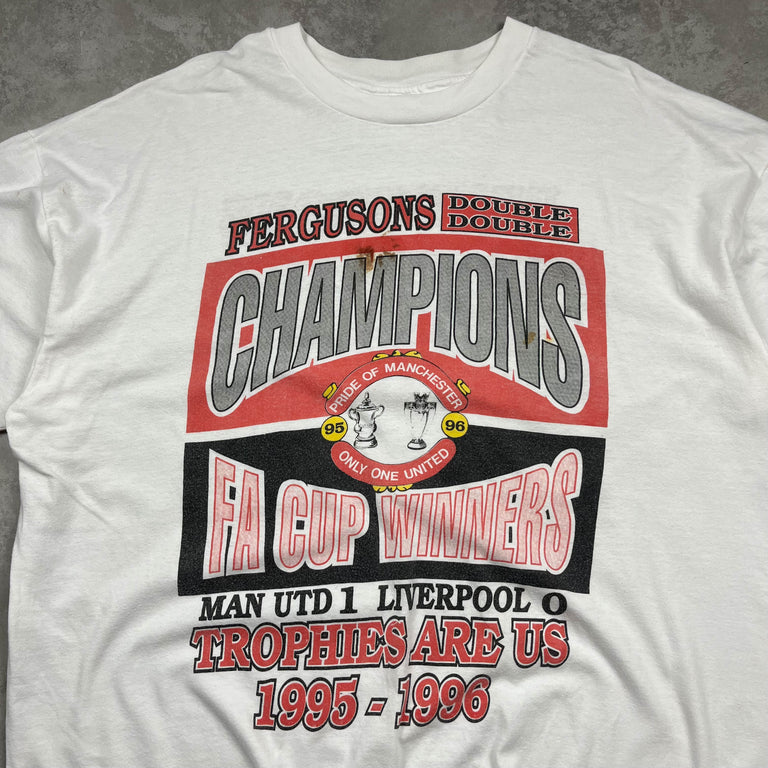 FERGUSONS DOUBLE DOUBLE
CHAMPIONS
PRIDE OF MANCHESTER
95 96
ONLY ONE UNITED
FA CUP WINNERS
MAN UTD 1 LIVERPOOL 0
TROPHIES ARE US
1995 - 1996